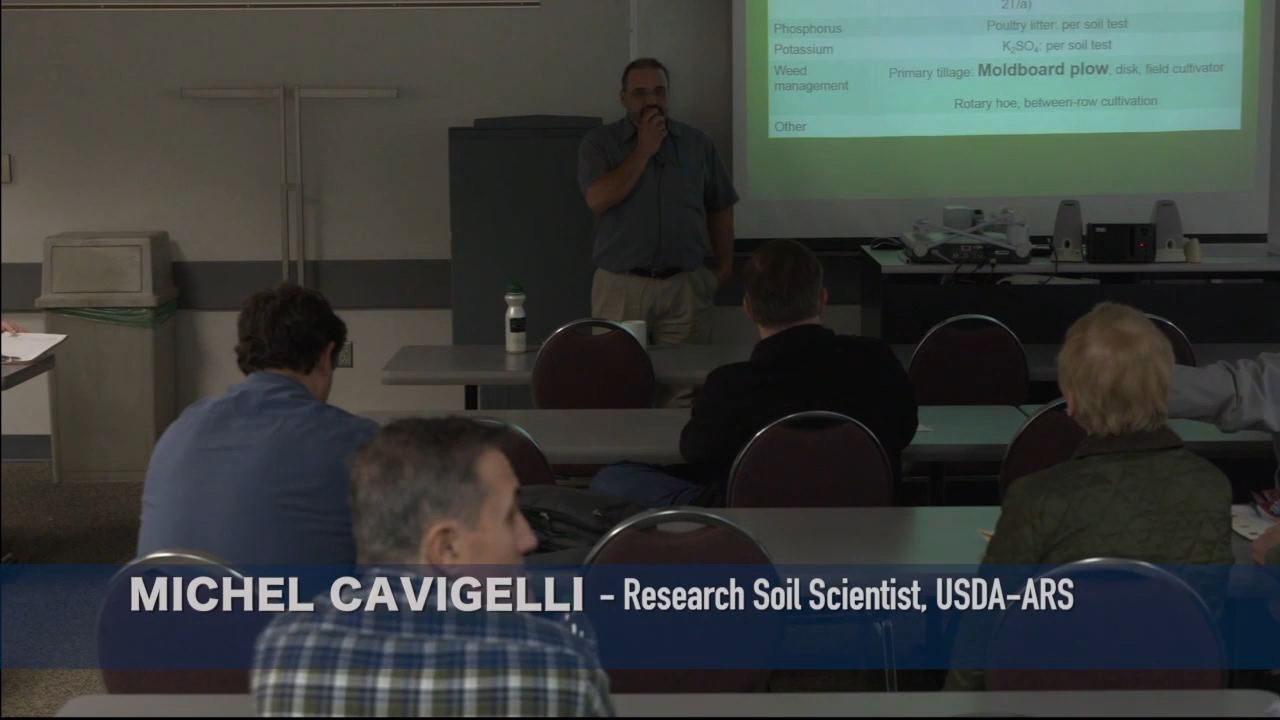 2T/a)
Phosphorus Poultry litter: per soil test
Potassium K₂SO₄: per soil test
Weed management Primary tillage: Moldboard plow, disk, field cultivator
Rotary hoe, between-row cultivation
Other
MICHEL CAVIGELLI – Research Soil Scientist, USDA–ARS